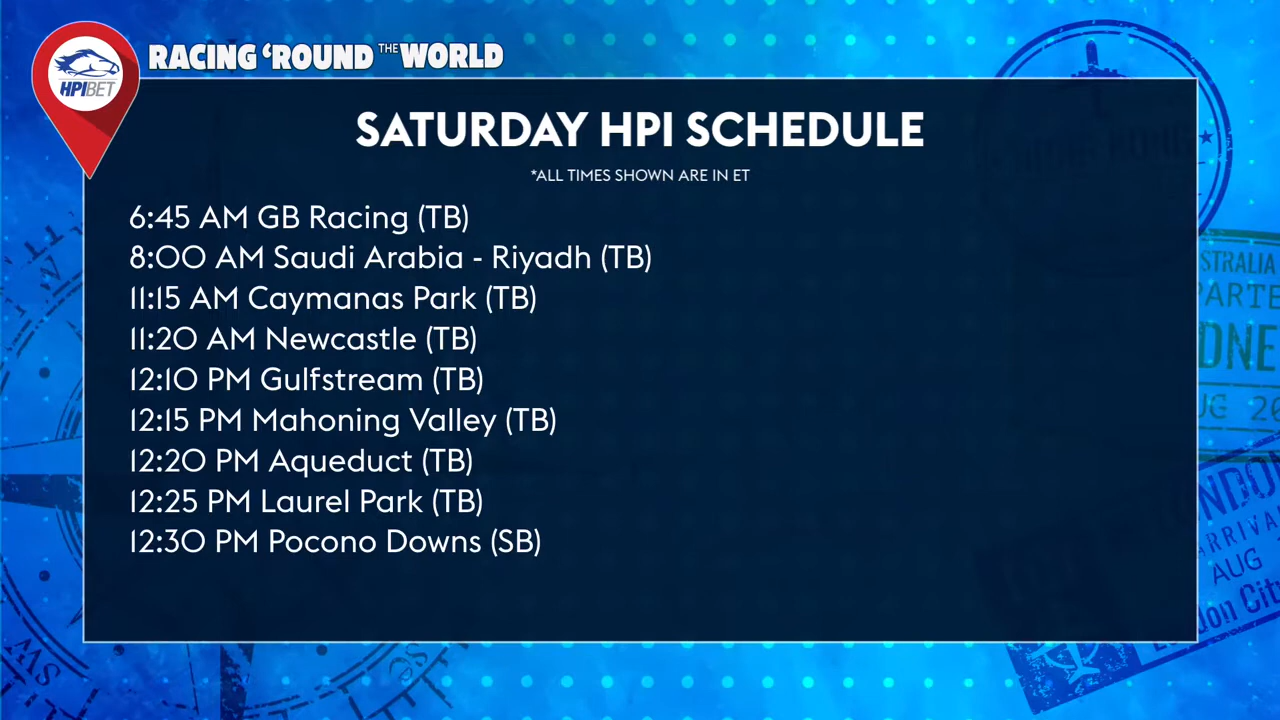 HPIBET
RACING ‘ROUND THE WORLD
SATURDAY HPI SCHEDULE
*ALL TIMES SHOWN ARE IN ET
6:45 AM GB Racing (TB)
8:00 AM Saudi Arabia - Riyadh (TB)
11:15 AM Caymanas Park (TB)
11:20 AM Newcastle (TB)
12:10 PM Gulfstream (TB)
12:15 PM Mahoning Valley (TB)
12:20 PM Aqueduct (TB)
12:25 PM Laurel Park (TB)
12:30 PM Pocono Downs (SB)
AUG
SW